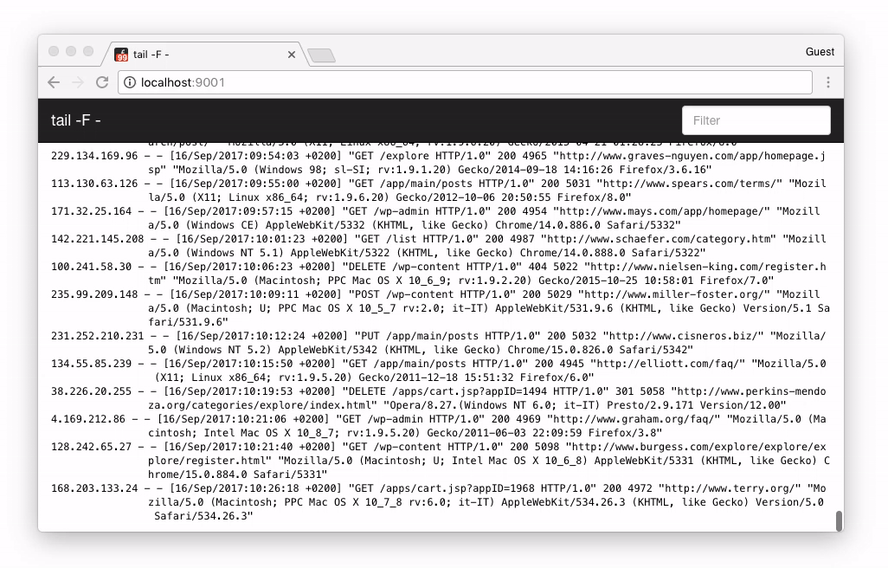 tail -F -
Guest
localhost:9001
tail -F -
Filter
229.134.169.96 - - [16/Sep/2017:09:54:03 +0200] "GET /explore HTTP/1.0" 200 4965 "http://www.graves-nguyen.com/app/homepage.j
sp" "Mozilla/5.0 (Windows 98; sl-SI; rv:1.9.1.20) Gecko/2014-09-18 14:16:26 Firefox/3.6.16"
113.130.63.126 - - [16/Sep/2017:09:55:00 +0200] "GET /app/main/posts HTTP/1.0" 200 5031 "http://www.spears.com/terms/" "Mozil
la/5.0 (X11; Linux x86_64; rv:1.9.6.20) Gecko/2012-10-06 20:50:55 Firefox/8.0"
171.32.25.164 - - [16/Sep/2017:09:57:15 +0200] "GET /wp-admin HTTP/1.0" 200 4954 "http://www.mays.com/app/homepage/" "Mozill
a/5.0 (Windows CE) AppleWebKit/5332 (KHTML, like Gecko) Chrome/14.0.886.0 Safari/5332"
142.221.145.208 - - [16/Sep/2017:10:01:23 +0200] "GET /list HTTP/1.0" 200 4987 "http://www.schaefer.com/category.htm" "Mozill
a/5.0 (Windows NT 5.1) AppleWebKit/5322 (KHTML, like Gecko) Chrome/14.0.888.0 Safari/5322"
100.241.58.30 - - [16/Sep/2017:10:06:23 +0200] "DELETE /wp-content HTTP/1.0" 404 5022 "http://www.nielsen-king.com/register.h
tm" "Mozilla/5.0 (Macintosh; PPC Mac OS X 10_6_9; rv:1.9.2.20) Gecko/2015-10-25 10:58:01 Firefox/7.0"
235.99.209.148 - - [16/Sep/2017:10:09:11 +0200] "POST /wp-content HTTP/1.0" 200 5029 "http://www.miller-foster.org/" "Mozill
a/5.0 (Macintosh; U; PPC Mac OS X 10_5_7 rv:2.0; it-IT) AppleWebKit/531.9.6 (KHTML, like Gecko) Version/5.1 Sa
fari/531.9.6"
231.252.210.231 - - [16/Sep/2017:10:12:24 +0200] "PUT /app/main/posts HTTP/1.0" 200 5032 "http://www.cisneros.biz/" "Mozilla/
5.0 (Windows NT 5.2) AppleWebKit/5342 (KHTML, like Gecko) Chrome/15.0.826.0 Safari/5342"
134.55.85.239 - - [16/Sep/2017:10:15:50 +0200] "GET /app/main/posts HTTP/1.0" 200 4945 "http://elliott.com/faq/" "Mozilla/5.0
(X11; Linux x86_64; rv:1.9.5.20) Gecko/2011-12-18 15:51:32 Firefox/6.0"
38.226.20.255 - - [16/Sep/2017:10:19:53 +0200] "DELETE /apps/cart.jsp?appID=1494 HTTP/1.0" 301 5058 "http://www.perkins-mendo
za.org/categories/explore/index.html" "Opera/8.27.(Windows NT 6.0; it-IT) Presto/2.9.171 Version/12.00"
4.169.212.86 - - [16/Sep/2017:10:21:06 +0200] "GET /wp-admin HTTP/1.0" 200 4969 "http://www.graham.org/faq/" "Mozilla/5.0 (Ma
cintosh; Intel Mac OS X 10_8_7; rv:1.9.5.20) Gecko/2011-06-03 22:09:59 Firefox/3.8"
128.242.65.27 - - [16/Sep/2017:10:21:40 +0200] "GET /wp-content HTTP/1.0" 200 5098 "http://www.burgess.com/explore/explore/ex
plore/register.html" "Mozilla/5.0 (Macintosh; U; Intel Mac OS X 10_6_8) AppleWebKit/5331 (KHTML, like Gecko) C
hrome/15.0.884.0 Safari/5331"
168.203.133.24 - - [16/Sep/2017:10:26:18 +0200] "GET /apps/cart.jsp?appID=1968 HTTP/1.0" 200 4972 "http://www.terry.org/" "Mo
zilla/5.0 (Macintosh; PPC Mac OS X 10_7_8 rv:6.0; it-IT) AppleWebKit/534.26.3 (KHTML, like Gecko) Version/5.0
Safari/534.26.3"